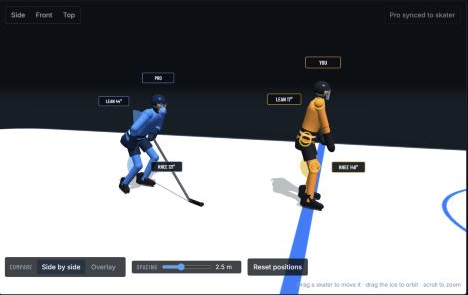 Side Front Top
Pro synced to skater
YOU
PRO
LEAN 17°
LEAN 44°
KNEE 121°
KNEE 148°
COMPARE Side by side Overlay
SPACING 2.5 m
Reset positions
drag a skater to move it · drag the ice to orbit · scroll to zoom